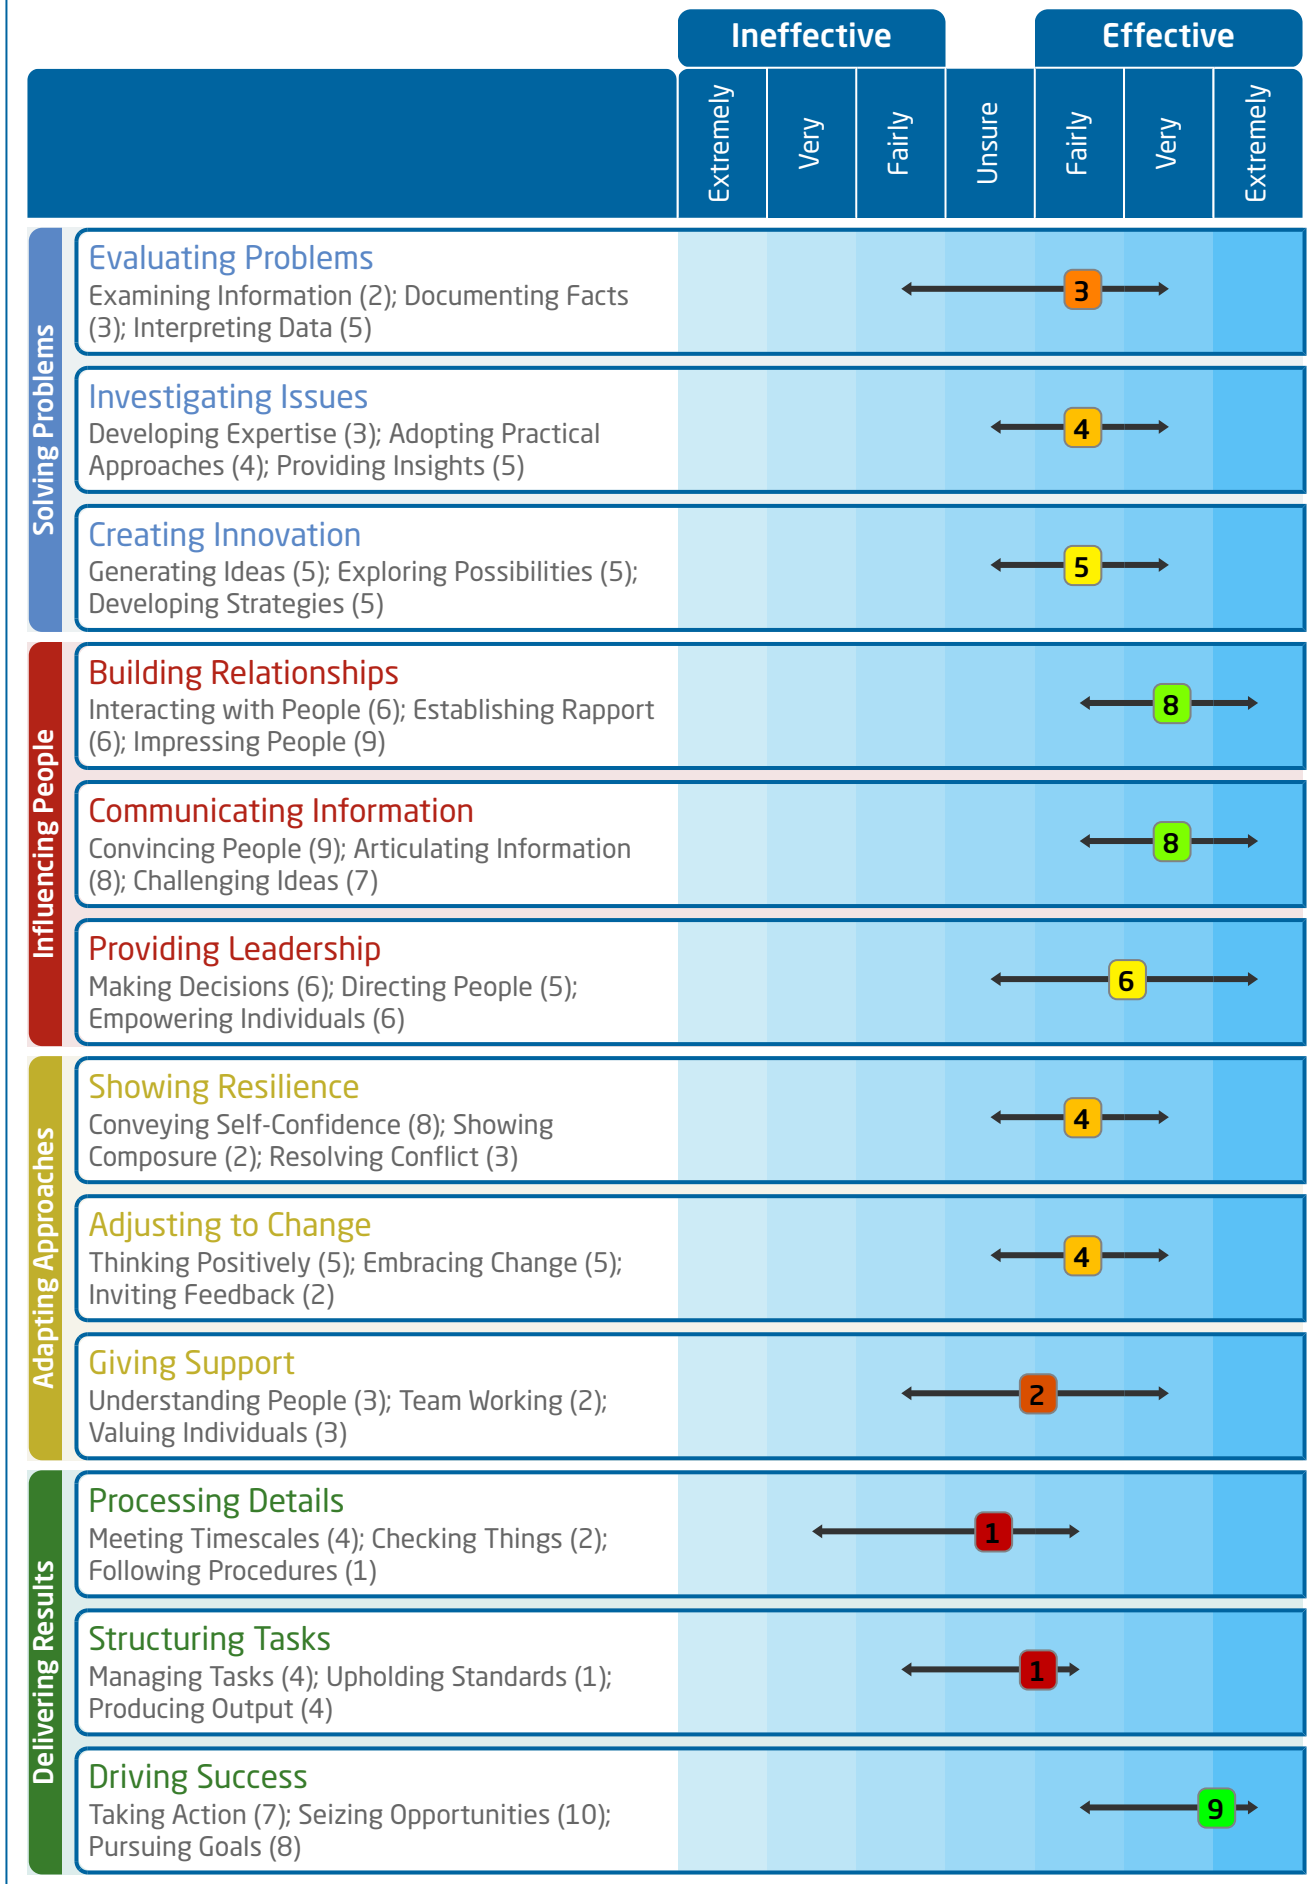 Ineffective
Effective
Extremely
Very
Fairly
Unsure
Fairly
Very
Extremely
Solving Problems
Evaluating Problems
Examining Information (2); Documenting Facts
(3); Interpreting Data (5)
3
Investigating Issues
Developing Expertise (3); Adopting Practical
Approaches (4); Providing Insights (5)
4
Creating Innovation
Generating Ideas (5); Exploring Possibilities (5);
Developing Strategies (5)
5
Influencing People
Building Relationships
Interacting with People (6); Establishing Rapport
(6); Impressing People (9)
8
Communicating Information
Convincing People (9); Articulating Information
(8); Challenging Ideas (7)
8
Providing Leadership
Making Decisions (6); Directing People (5);
Empowering Individuals (6)
6
Adapting Approaches
Showing Resilience
Conveying Self-Confidence (8); Showing
Composure (2); Resolving Conflict (3)
4
Adjusting to Change
Thinking Positively (5); Embracing Change (5);
Inviting Feedback (2)
4
Giving Support
Understanding People (3); Team Working (2);
Valuing Individuals (3)
2
Delivering Results
Processing Details
Meeting Timescales (4); Checking Things (2);
Following Procedures (1)
1
Structuring Tasks
Managing Tasks (4); Upholding Standards (1);
Producing Output (4)
1
Driving Success
Taking Action (7); Seizing Opportunities (10);
Pursuing Goals (8)
9